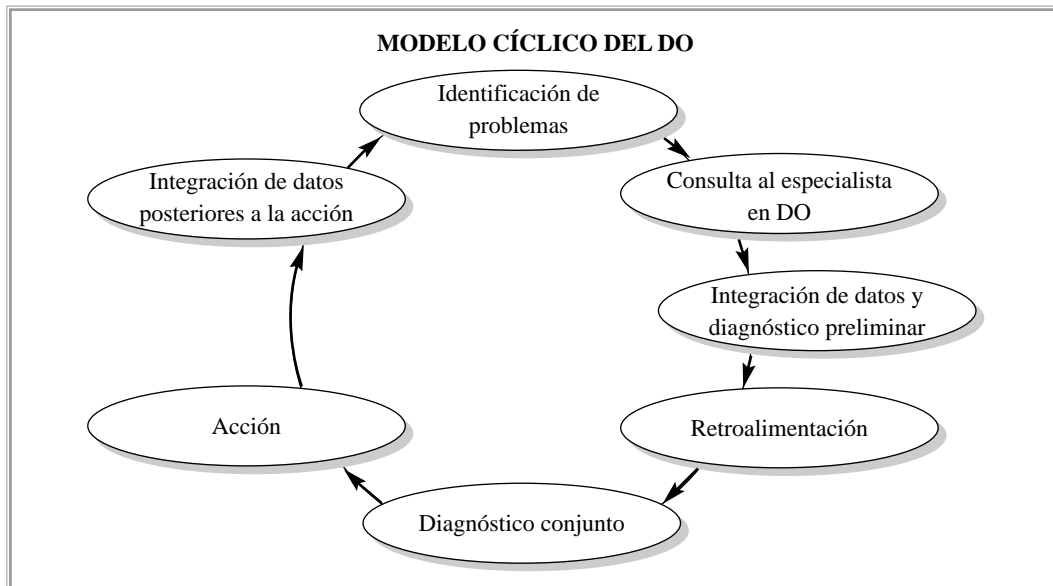 MODELO CÍCLICO DEL DO
Identificación de
problemas
Consulta al especialista
en DO
Integración de datos y
diagnóstico preliminar
Retroalimentación
Diagnóstico conjunto
Acción
Integración de datos
posteriores a la acción